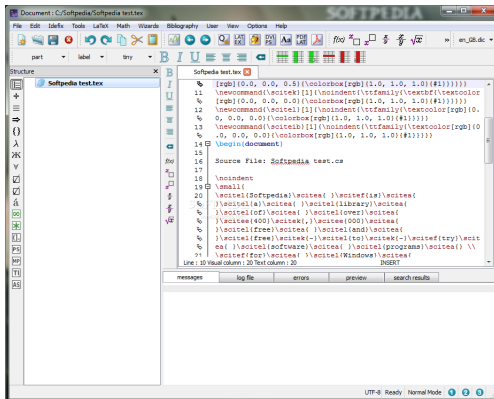 Document : C:/Softpedia/Softpedia test.tex
SOFTPEDIA
File Edit Idefix Tools LaTeX Math Wizards Bibliography User View Options Help
f(x) en_GB.dic
part label tiny
Structure
Softpedia test.tex
Softpedia test.tex
[rgb]{0.0, 0.0, 0.5}{\colorbox[rgb]{1.0, 1.0, 1.0}{#1}}}}}}
11 \newcommand{\scitek}[1]{\noindent{\ttfamily{\textbf{\textcolor
[rgb]{0.0, 0.0, 0.0}{\colorbox[rgb]{1.0, 1.0, 1.0}{#1}}}}}}
12 \newcommand{\scitel}[1]{\noindent{\ttfamily{\textcolor[rgb]{0.
0, 0.0, 0.0}{\colorbox[rgb]{1.0, 1.0, 1.0}{#1}}}}}
13 \newcommand{\sciteib}[1]{\noindent{\ttfamily{\textcolor[rgb]{0
.0, 0.0, 0.0}{\colorbox[rgb]{1.0, 1.0, 1.0}{#1}}}}}
14 \begin{document}
15
16 Source File: Softpedia test.cs
17
18 \noindent
19 \small{
20 \scitel{Softpedia}\scitea{ }\scitef{is}\scitea{
}\scitel{a}\scitea{ }\scitel{library}\scitea{
}\scitel{of}\scitea{ }\scitel{over}\scitea{
}\scitee{400}\scitek{,}\scitee{000}\scitea{
}\scitel{free}\scitea{ }\scitel{and}\scitea{
}\scitel{free}\scitek{-}\scitel{to}\scitek{-}\scitef{try}\scit
ea{ }\scitel{software}\scitea{ }\scitel{programs}\scitea{} \\
21 \scitef{for}\scitea{ }\scitel{Windows}\scitea{
Line : 10 Visual column : 20 Text column : 20 INSERT
messages log file errors preview search results
UTF-8 Ready Normal Mode 1 2 3